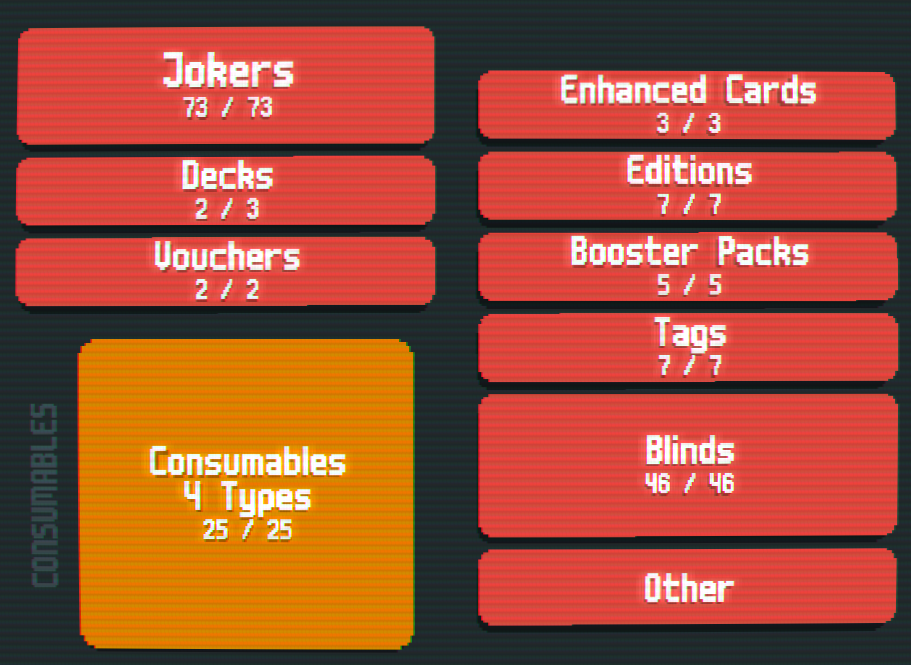 Jokers
73 / 73
Decks
2 / 3
Vouchers
2 / 2
CONSUMABLES
Consumables
4 Types
25 / 25
Enhanced Cards
3 / 3
Editions
7 / 7
Booster Packs
5 / 5
Tags
7 / 7
Blinds
46 / 46
Other